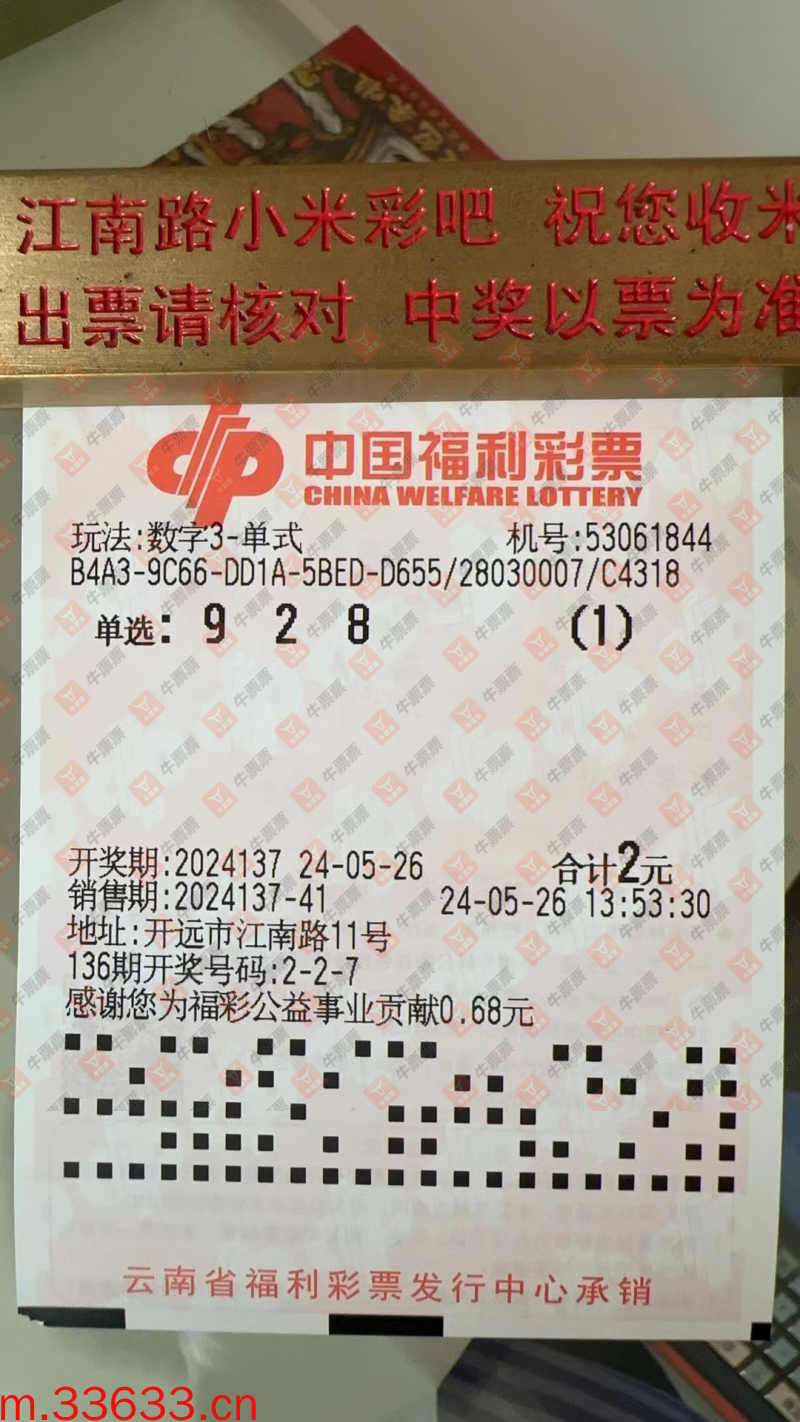 江南路小米彩吧 祝您收米
出票请核对 中奖以票为准
中国福利彩票
CHINA WELFARE LOTTERY
玩法:数字3-单式 机号:53061844
B4A3-9C66-DD1A-5BED-D655/28030007/C4318
单选: 9 2 8 (1)
开奖期:2024137 24-05-26 合计2元
销售期:2024137-41 24-05-26 13:53:30
地址:开远市江南路11号
136期开奖号码:2-2-7
感谢您为福彩公益事业贡献0.68元
云南省福利彩票发行中心承销
m.33633.cn
牛票票